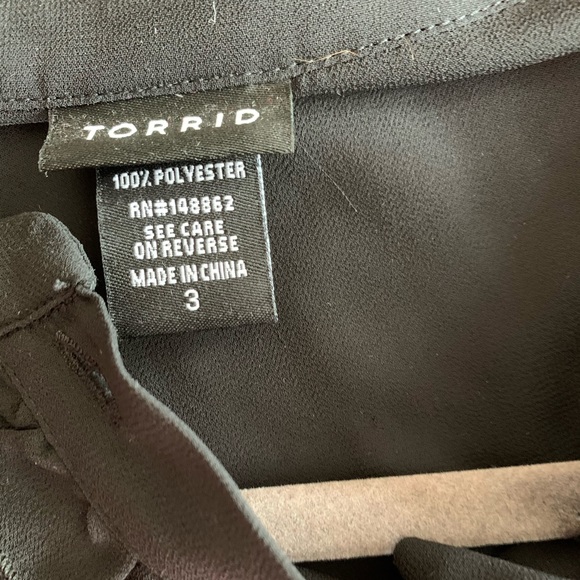 TORRID
100% POLYESTER
RN#148862
SEE CARE
ON REVERSE
MADE IN CHINA
3